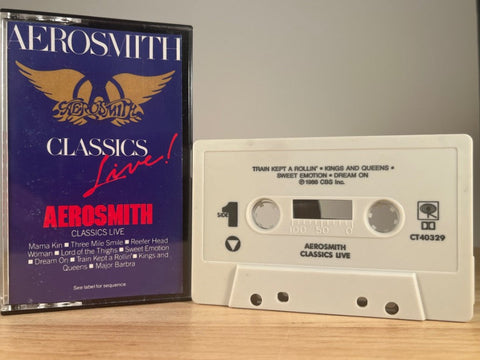 AEROSMITH
AEROSMITH
CLASSICS
Live!
AEROSMITH
CLASSICS LIVE
Mama Kin ■ Three Mile Smile ■ Reefer Head
Woman ■ Lord of the Thighs ■ Sweet Emotion
■ Dream On ■ Train Kept a Rollin' ■ Kings and
Queens ■ Major Barbra
See label for sequence
TRAIN KEPT A ROLLIN' • KINGS AND QUEENS •
SWEET EMOTION • DREAM ON
℗ 1986 CBS Inc.
SIDE 1
100 50 0
CT40329
AEROSMITH
CLASSICS LIVE